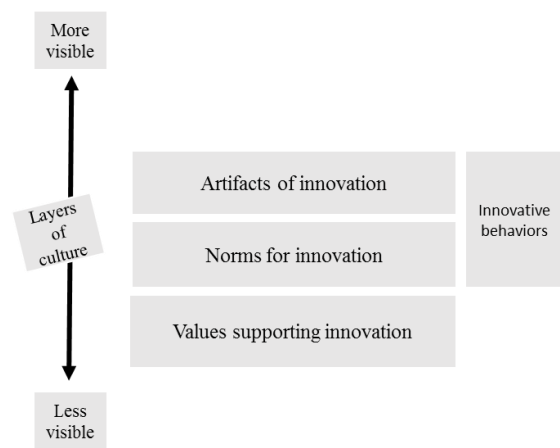 More
visible
Artifacts of innovation
Layers
of
culture
Norms for innovation
Innovative
behaviors
Values supporting innovation
Less
visible